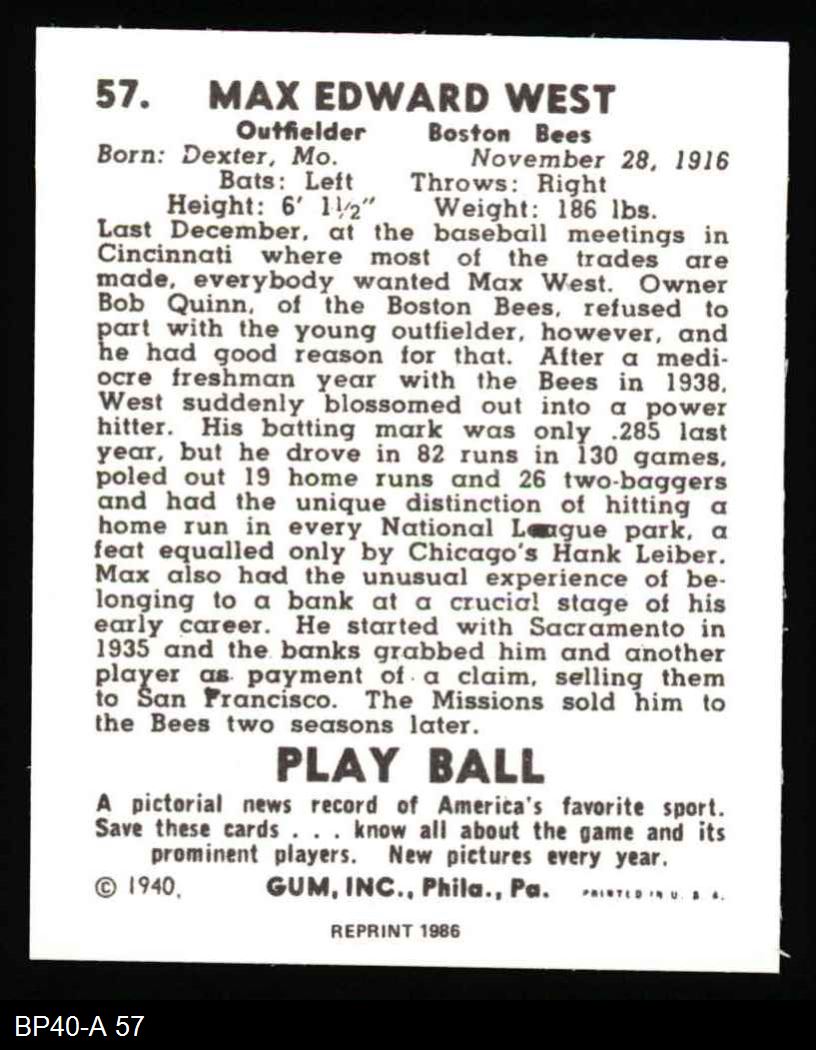 57. MAX EDWARD WEST
Outfielder Boston Bees
Born: Dexter, Mo. November 28, 1916
Bats: Left Throws: Right
Height: 6' 1½" Weight: 186 lbs.
Last December, at the baseball meetings in
Cincinnati where most of the trades are
made, everybody wanted Max West. Owner
Bob Quinn, of the Boston Bees, refused to
part with the young outfielder, however, and
he had good reason for that. After a medi-
ocre freshman year with the Bees in 1938,
West suddenly blossomed out into a power
hitter. His batting mark was only .285 last
year, but he drove in 82 runs in 130 games,
poled out 19 home runs and 26 two-baggers
and had the unique distinction of hitting a
home run in every National League park, a
feat equalled only by Chicago's Hank Leiber.
Max also had the unusual experience of be-
longing to a bank at a crucial stage of his
early career. He started with Sacramento in
1935 and the banks grabbed him and another
player as payment of a claim, selling them
to San Francisco. The Missions sold him to
the Bees two seasons later.
PLAY BALL
A pictorial news record of America's favorite sport.
Save these cards . . . know all about the game and its
prominent players. New pictures every year.
© 1940, GUM, INC., Phila., Pa. PRINTED IN U. S. A.
REPRINT 1986
BP40-A 57